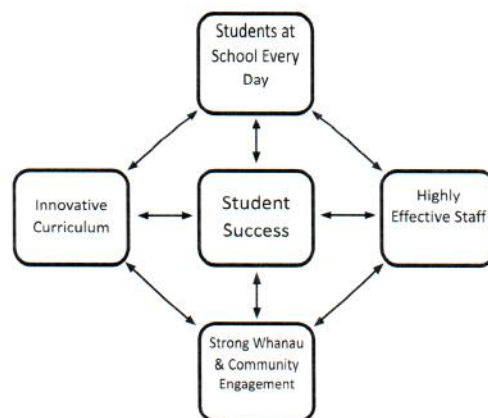 Students at
School Every
Day
Innovative
Curriculum
Student
Success
Highly
Effective Staff
Strong Whanau
& Community
Engagement